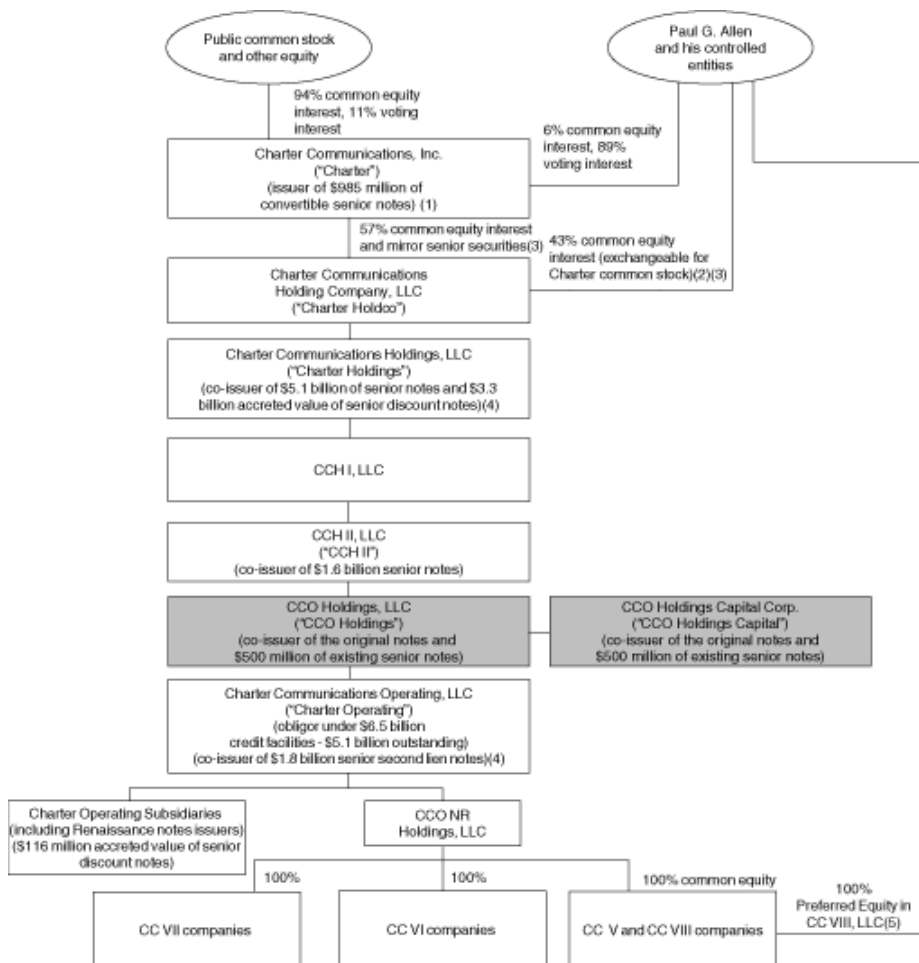 Public common stock
and other equity
Paul G. Allen
and his controlled
entities
94% common equity
interest, 11% voting
interest
6% common equity
interest, 89%
voting interest
Charter Communications, Inc.
("Charter")
(issuer of $985 million of
convertible senior notes) (1)
57% common equity interest
and mirror senior securities(3)
43% common equity
interest (exchangeable for
Charter common stock)(2)(3)
Charter Communications
Holding Company, LLC
("Charter Holdco")
Charter Communications Holdings, LLC
("Charter Holdings")
(co-issuer of $5.1 billion of senior notes and $3.3
billion accreted value of senior discount notes)(4)
CCH I, LLC
CCH II, LLC
("CCH II")
(co-issuer of $1.6 billion senior notes)
CCO Holdings, LLC
("CCO Holdings")
(co-issuer of the original notes and
$500 million of existing senior notes)
CCO Holdings Capital Corp.
("CCO Holdings Capital")
(co-issuer of the original notes and
$500 million of existing senior notes)
Charter Communications Operating, LLC
("Charter Operating")
(obligor under $6.5 billion
credit facilities - $5.1 billion outstanding)
(co-issuer of $1.8 billion senior second lien notes)(4)
Charter Operating Subsidiaries
(including Renaissance notes issuers)
($116 million accreted value of senior
discount notes)
CCO NR
Holdings, LLC
100%
100%
100% common equity
100%
Preferred Equity in
CC VIII, LLC(5)
CC VII companies
CC VI companies
CC V and CC VIII companies